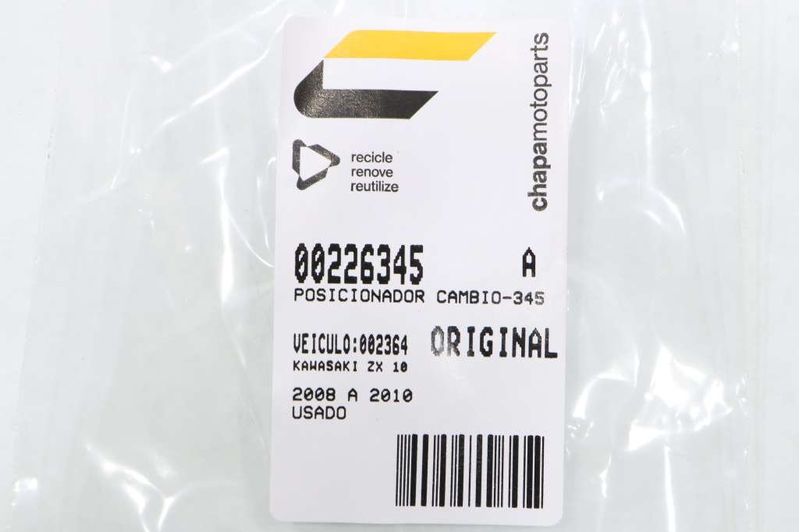 chapamotoparts
recicle
renove
reutilize
00226345 A
POSICIONADOR CAMBIO-345
VEICULO:002364 ORIGINAL
KAWASAKI ZX 10
2008 A 2010
USADO